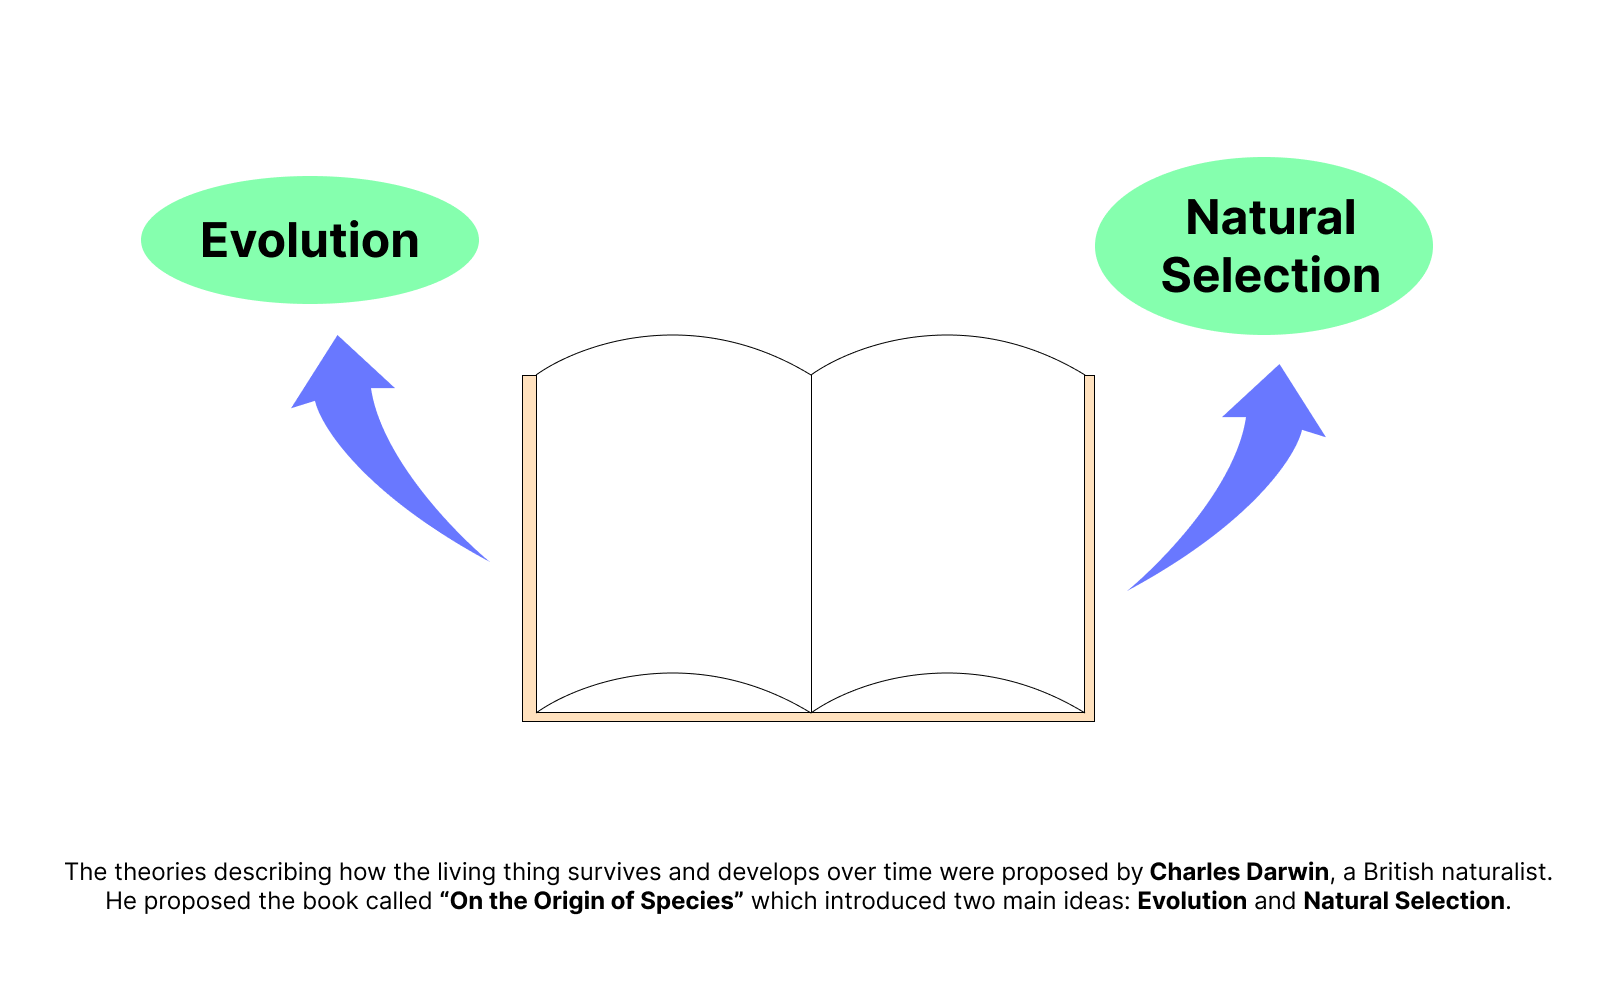 Evolution
Natural
Selection
The theories describing how the living thing survives and develops over time were proposed by Charles Darwin, a British naturalist.
He proposed the book called “On the Origin of Species” which introduced two main ideas: Evolution and Natural Selection.